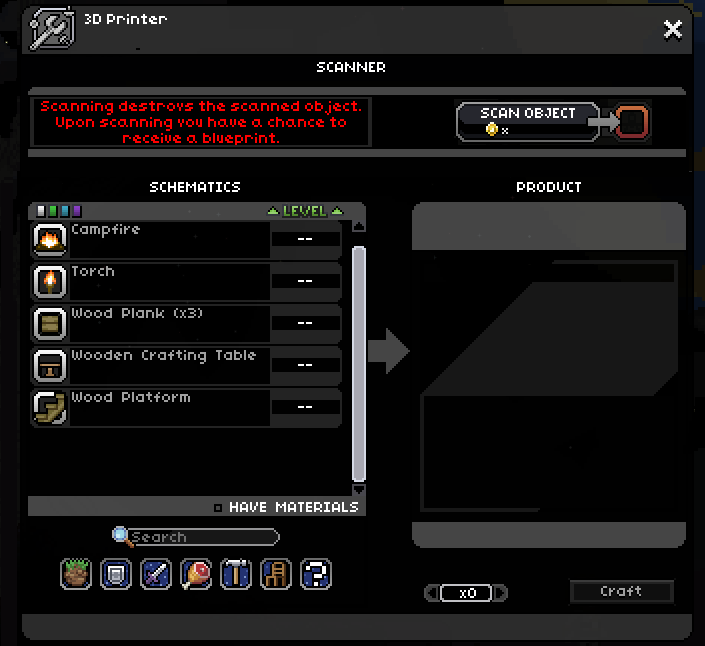 3D Printer
SCANNER
Scanning destroys the scanned object.
Upon scanning you have a chance to
receive a blueprint.
SCAN OBJECT
x
SCHEMATICS
PRODUCT
LEVEL
Campfire
--
Torch
--
Wood Plank (x3)
--
Wooden Crafting Table
--
Wood Platform
--
HAVE MATERIALS
Search
x0
Craft